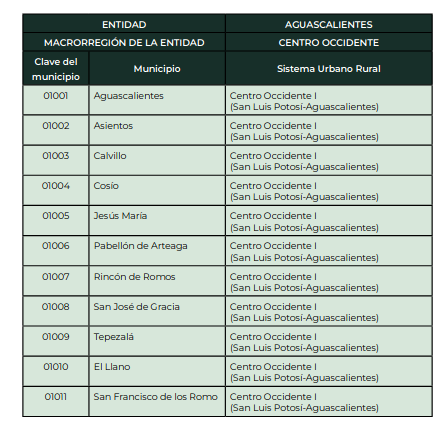 ENTIDAD AGUASCALIENTES
MACRORREGIÓN DE LA ENTIDAD CENTRO OCCIDENTE
Clave del municipio Municipio Sistema Urbano Rural
01001 Aguascalientes Centro Occidente I
(San Luis Potosí-Aguascalientes)
01002 Asientos Centro Occidente I
(San Luis Potosí-Aguascalientes)
01003 Calvillo Centro Occidente I
(San Luis Potosí-Aguascalientes)
01004 Cosío Centro Occidente I
(San Luis Potosí-Aguascalientes)
01005 Jesús María Centro Occidente I
(San Luis Potosí-Aguascalientes)
01006 Pabellón de Arteaga Centro Occidente I
(San Luis Potosí-Aguascalientes)
01007 Rincón de Romos Centro Occidente I
(San Luis Potosí-Aguascalientes)
01008 San José de Gracia Centro Occidente I
(San Luis Potosí-Aguascalientes)
01009 Tepezalá Centro Occidente I
(San Luis Potosí-Aguascalientes)
01010 El Llano Centro Occidente I
(San Luis Potosí-Aguascalientes)
01011 San Francisco de los Romo Centro Occidente I
(San Luis Potosí-Aguascalientes)